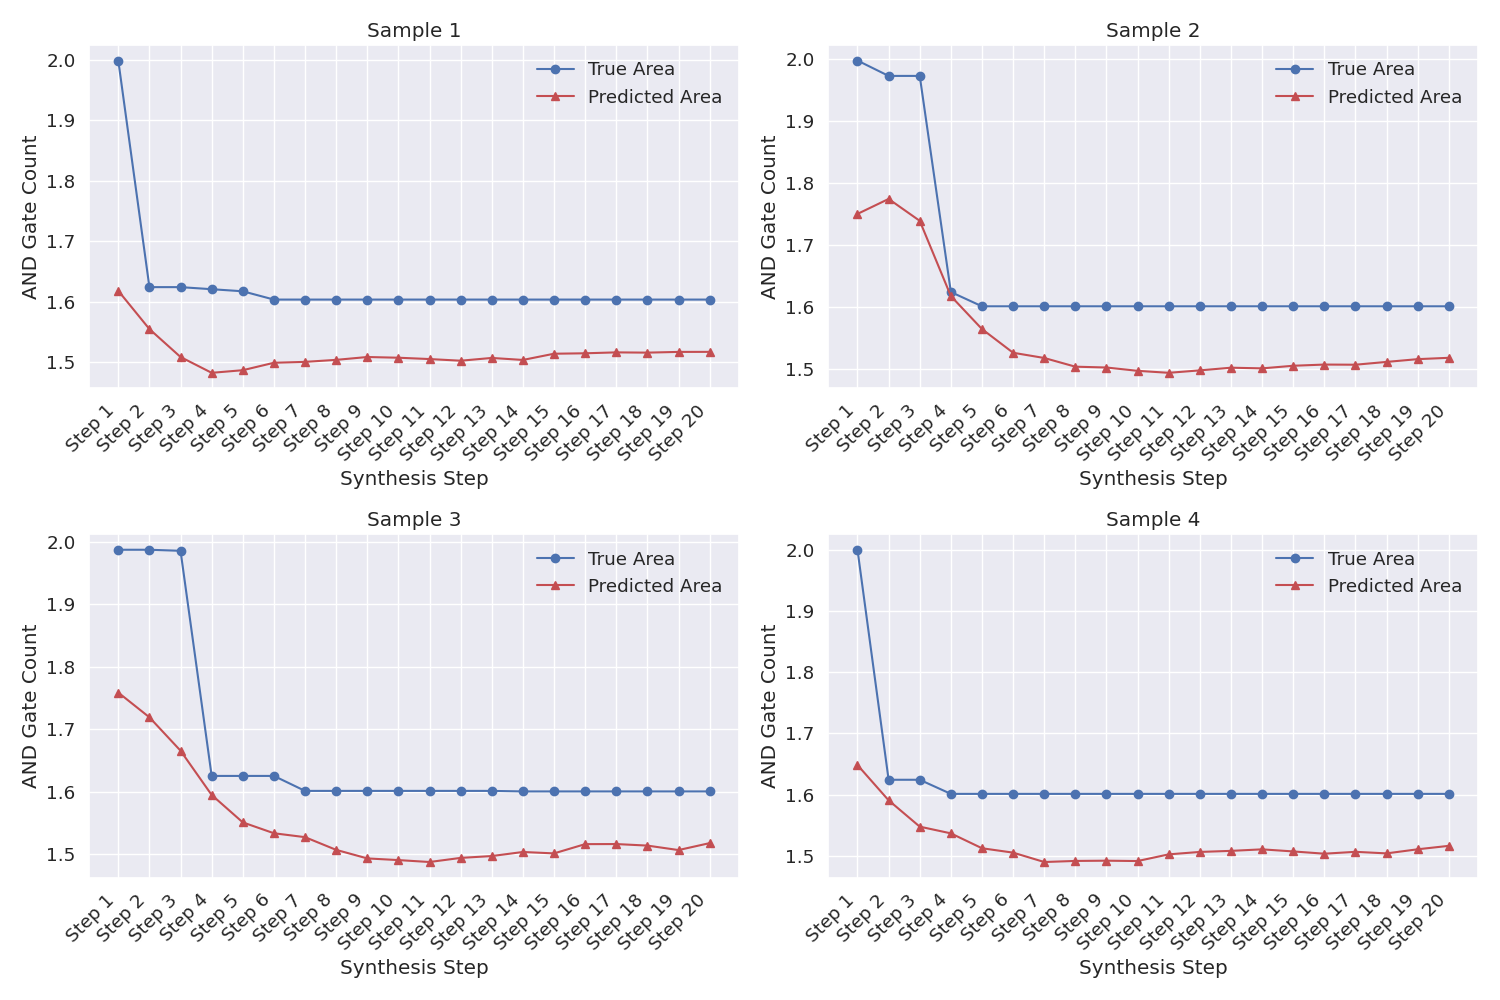 Sample 1
AND Gate Count
2.0
1.9
1.8
1.7
1.6
1.5
True Area
Predicted Area
Step 1
Step 2
Step 3
Step 4
Step 5
Step 6
Step 7
Step 8
Step 9
Step 10
Step 11
Step 12
Step 13
Step 14
Step 15
Step 16
Step 17
Step 18
Step 19
Step 20
Synthesis Step
Sample 2
AND Gate Count
2.0
1.9
1.8
1.7
1.6
1.5
True Area
Predicted Area
Step 1
Step 2
Step 3
Step 4
Step 5
Step 6
Step 7
Step 8
Step 9
Step 10
Step 11
Step 12
Step 13
Step 14
Step 15
Step 16
Step 17
Step 18
Step 19
Step 20
Synthesis Step
Sample 3
AND Gate Count
2.0
1.9
1.8
1.7
1.6
1.5
True Area
Predicted Area
Step 1
Step 2
Step 3
Step 4
Step 5
Step 6
Step 7
Step 8
Step 9
Step 10
Step 11
Step 12
Step 13
Step 14
Step 15
Step 16
Step 17
Step 18
Step 19
Step 20
Synthesis Step
Sample 4
AND Gate Count
2.0
1.9
1.8
1.7
1.6
1.5
True Area
Predicted Area
Step 1
Step 2
Step 3
Step 4
Step 5
Step 6
Step 7
Step 8
Step 9
Step 10
Step 11
Step 12
Step 13
Step 14
Step 15
Step 16
Step 17
Step 18
Step 19
Step 20
Synthesis Step